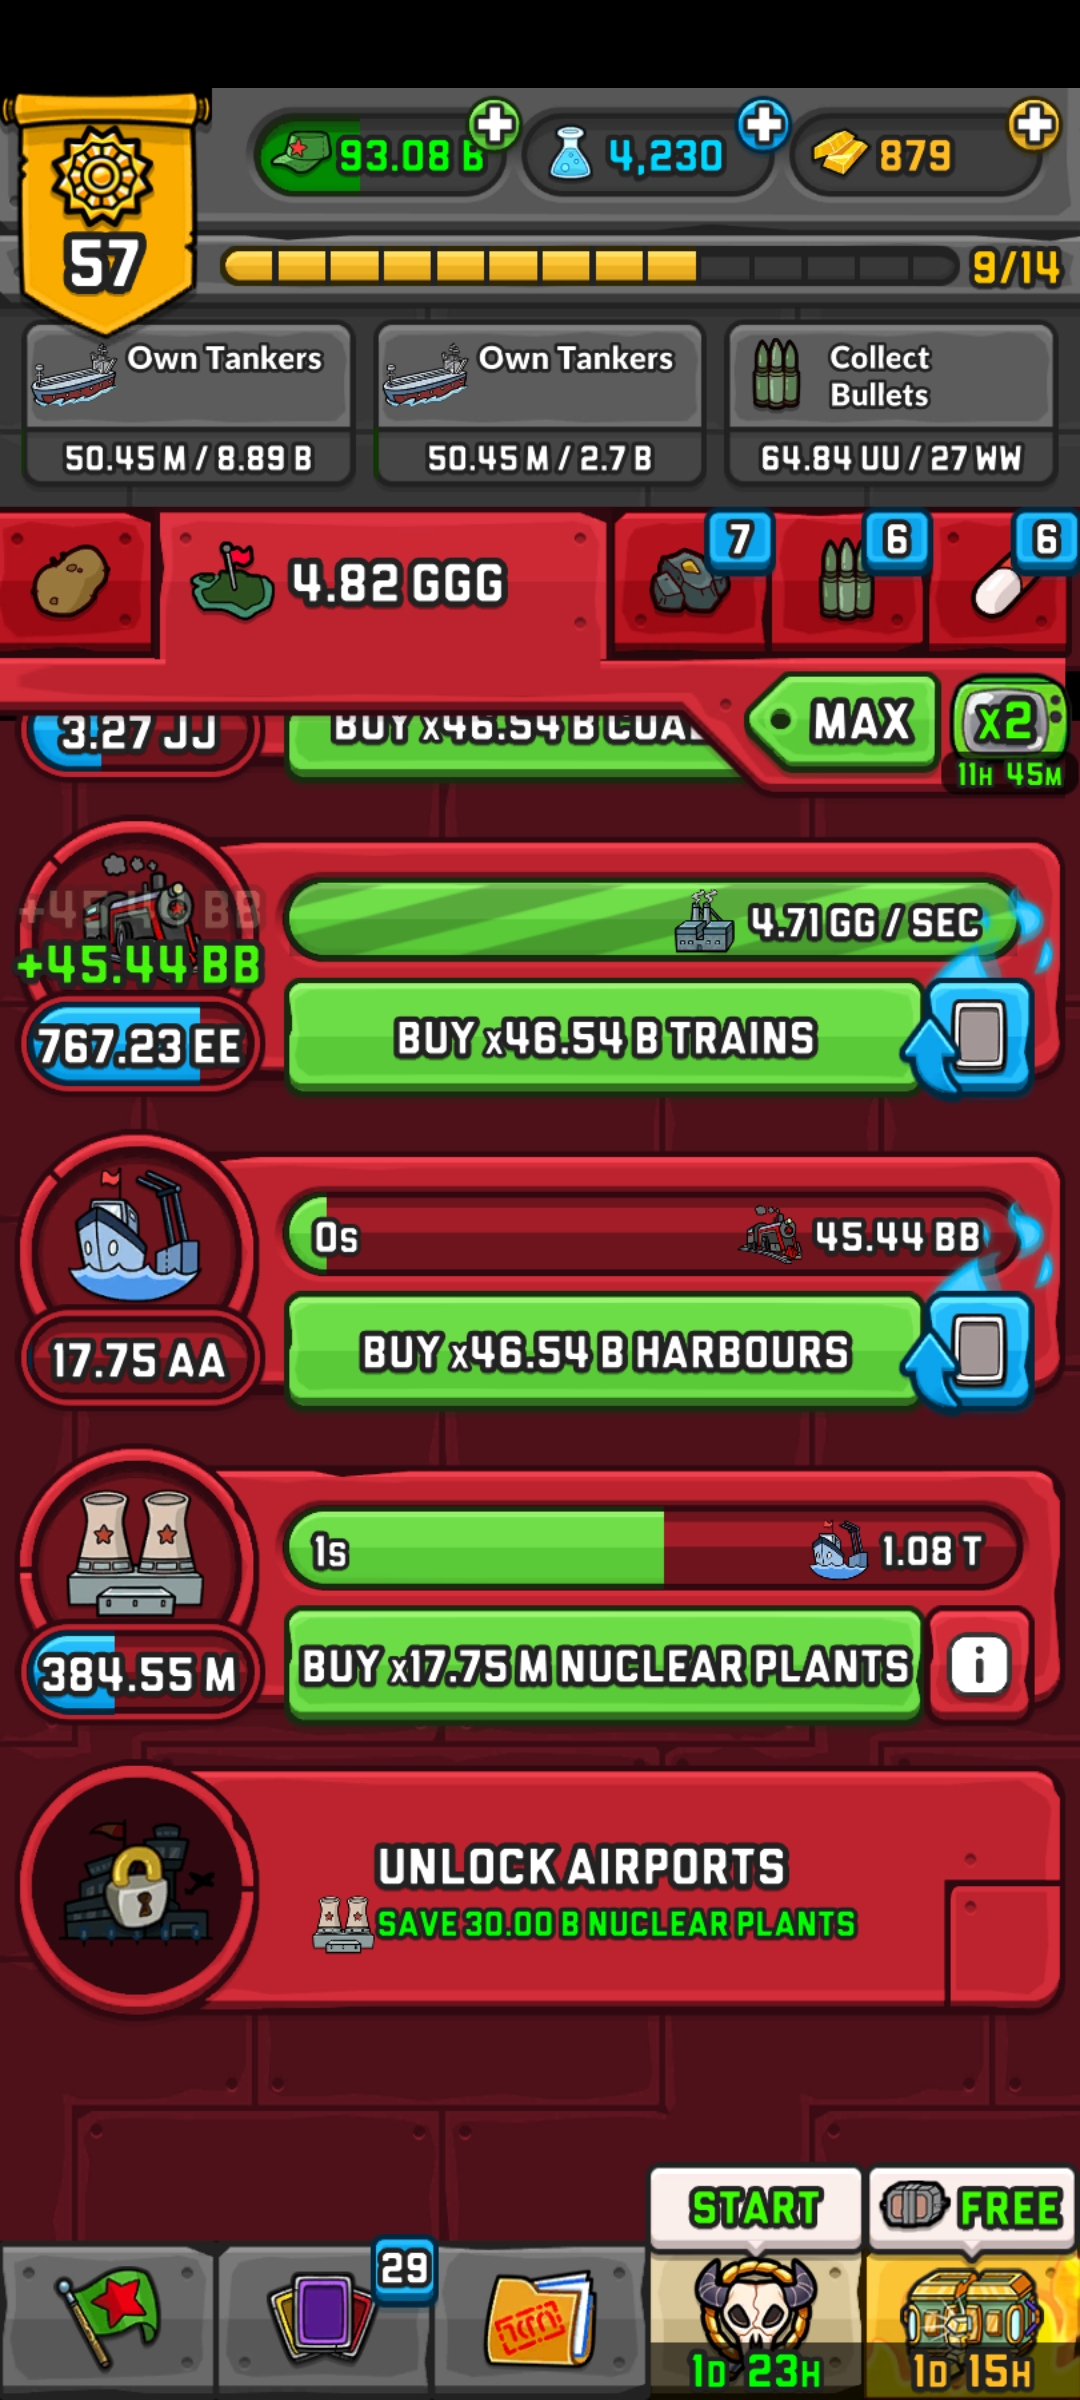 57
93.08 B
4,230
879
9/14
Own Tankers
50.45 M / 8.89 B
Own Tankers
50.45 M / 2.7 B
Collect
Bullets
64.84 UU / 27 WW
4.82 GGG
7
6
6
MAX
x2
11H 45M
3.27 JJ
BUY x46.54 B COAL
+45.44 BB
+45.44 BB
767.23 EE
4.71 GG / SEC
BUY x46.54 B TRAINS
0s
45.44 BB
17.75 AA
BUY x46.54 B HARBOURS
1s
1.08 T
384.55 M
BUY x17.75 M NUCLEAR PLANTS
i
UNLOCK AIRPORTS
SAVE 30.00 B NUCLEAR PLANTS
START
FREE
29
1D 23H
1D 15H